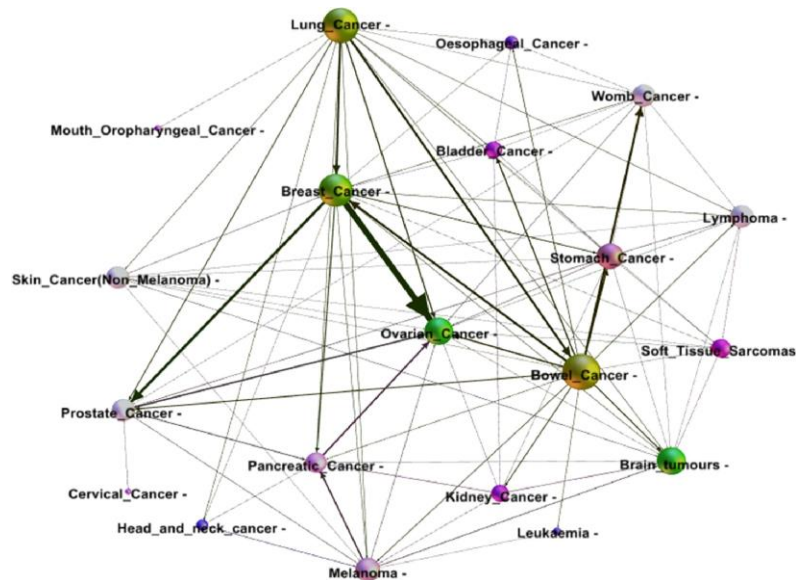 Lung_Cancer -
Oesophageal_Cancer -
Womb_Cancer -
Mouth_Oropharyngeal_Cancer -
Bladder_Cancer -
Breast_Cancer -
Lymphoma -
Stomach_Cancer -
Skin_Cancer(Non_Melanoma) -
Ovarian_Cancer -
Soft_Tissue_Sarcomas
Bowel_Cancer -
Prostate_Cancer -
Pancreatic_Cancer -
Brain_tumours -
Cervical_Cancer -
Kidney_Cancer -
Head_and_neck_cancer -
Leukaemia -
Melanoma -